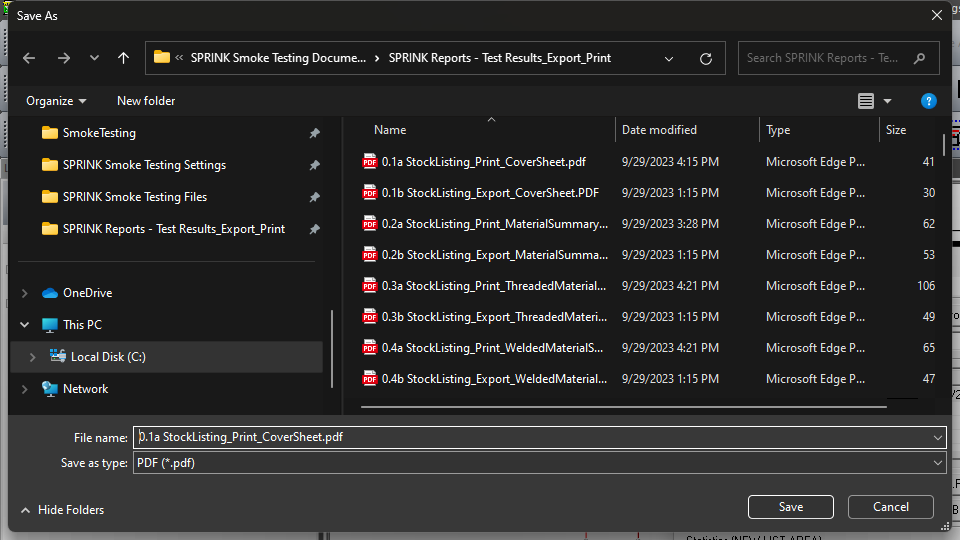 Save As
SPRINK Smoke Testing Docume... SPRINK Reports - Test Results_Export_Print
Search SPRINK Reports - Te...
Organize
New folder
SmokeTesting
SPRINK Smoke Testing Settings
SPRINK Smoke Testing Files
SPRINK Reports - Test Results_Export_Print
OneDrive
This PC
Local Disk (C:)
Network
Name Date modified Type Size
0.1a StockListing_Print_CoverSheet.pdf 9/29/2023 4:15 PM Microsoft Edge P... 41
0.1b StockListing_Export_CoverSheet.PDF 9/29/2023 1:15 PM Microsoft Edge P... 30
0.2a StockListing_Print_MaterialSummary... 9/29/2023 3:28 PM Microsoft Edge P... 62
0.2b StockListing_Export_MaterialSumma... 9/29/2023 1:15 PM Microsoft Edge P... 53
0.3a StockListing_Print_ThreadedMaterial... 9/29/2023 4:21 PM Microsoft Edge P... 106
0.3b StockListing_Export_ThreadedMateri... 9/29/2023 1:15 PM Microsoft Edge P... 49
0.4a StockListing_Print_WeldedMaterialS... 9/29/2023 4:21 PM Microsoft Edge P... 65
0.4b StockListing_Export_WeldedMaterial... 9/29/2023 1:15 PM Microsoft Edge P... 47
File name: 0.1a StockListing_Print_CoverSheet.pdf
Save as type: PDF (*.pdf)
Hide Folders
Save
Cancel